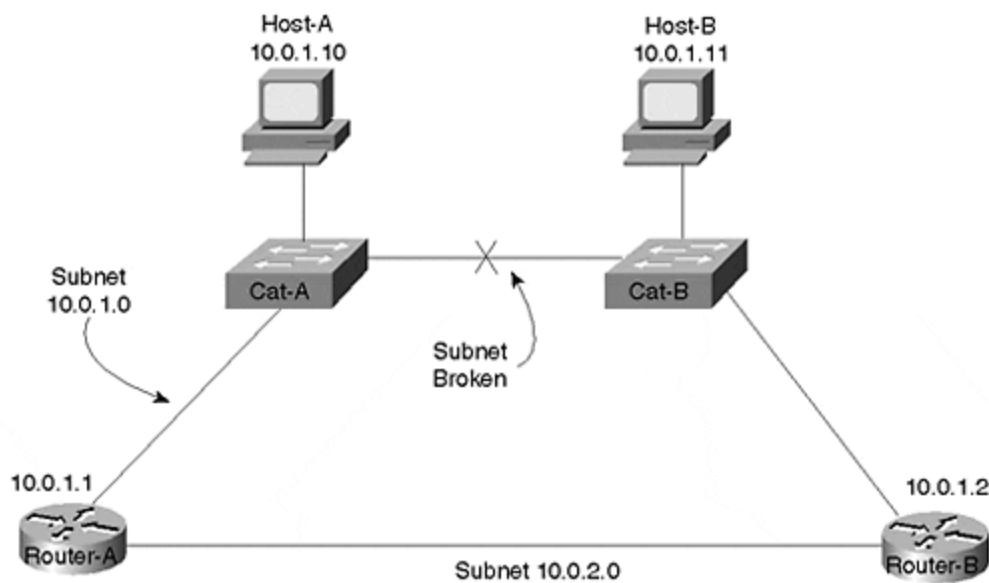 Host-A
10.0.1.10
Host-B
10.0.1.11
Subnet
10.0.1.0
Cat-A
Cat-B
Subnet
Broken
10.0.1.1
10.0.1.2
Router-A
Subnet 10.0.2.0
Router-B